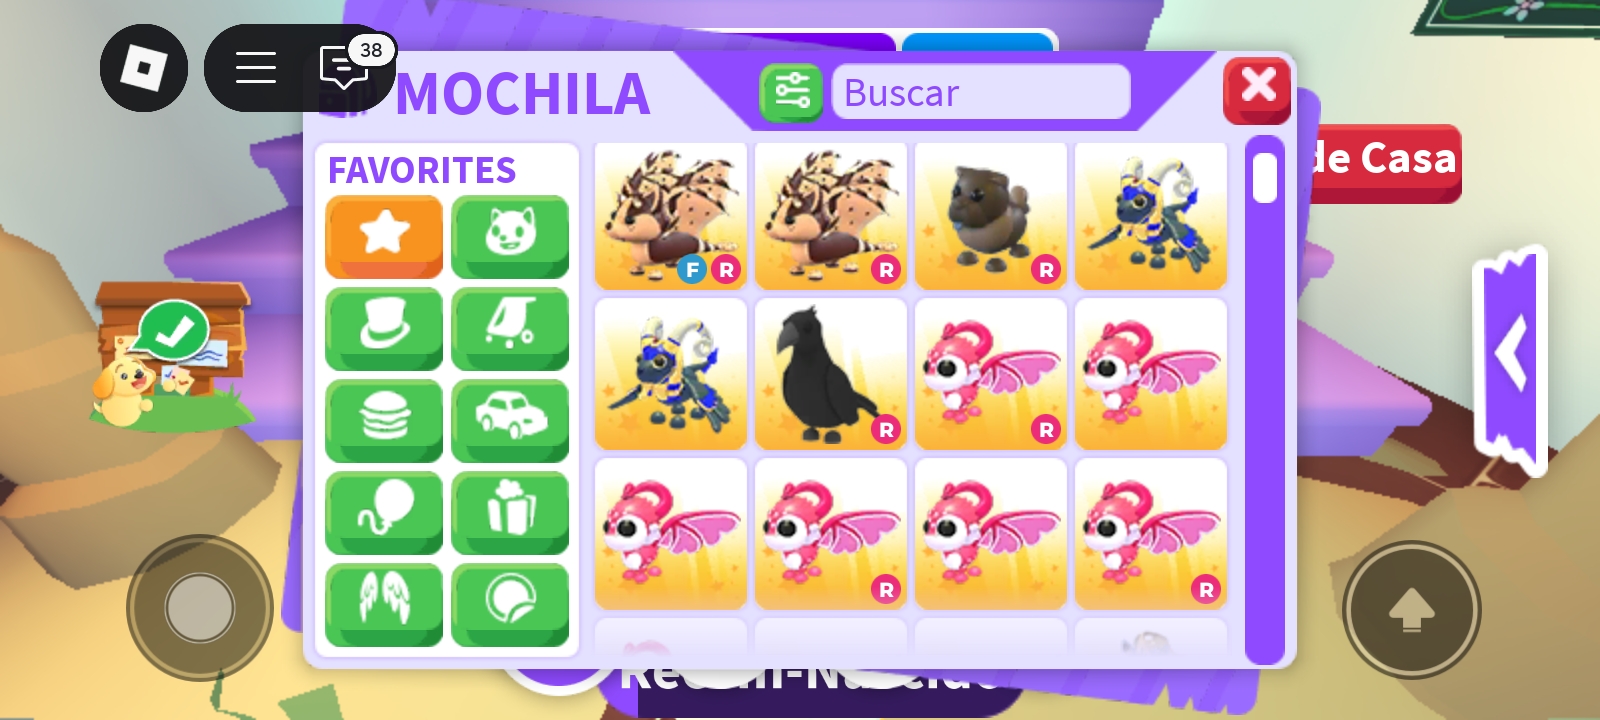 38
MOCHILA
Buscar
de Casa
FAVORITES
F R
R
R
R
R
R
R